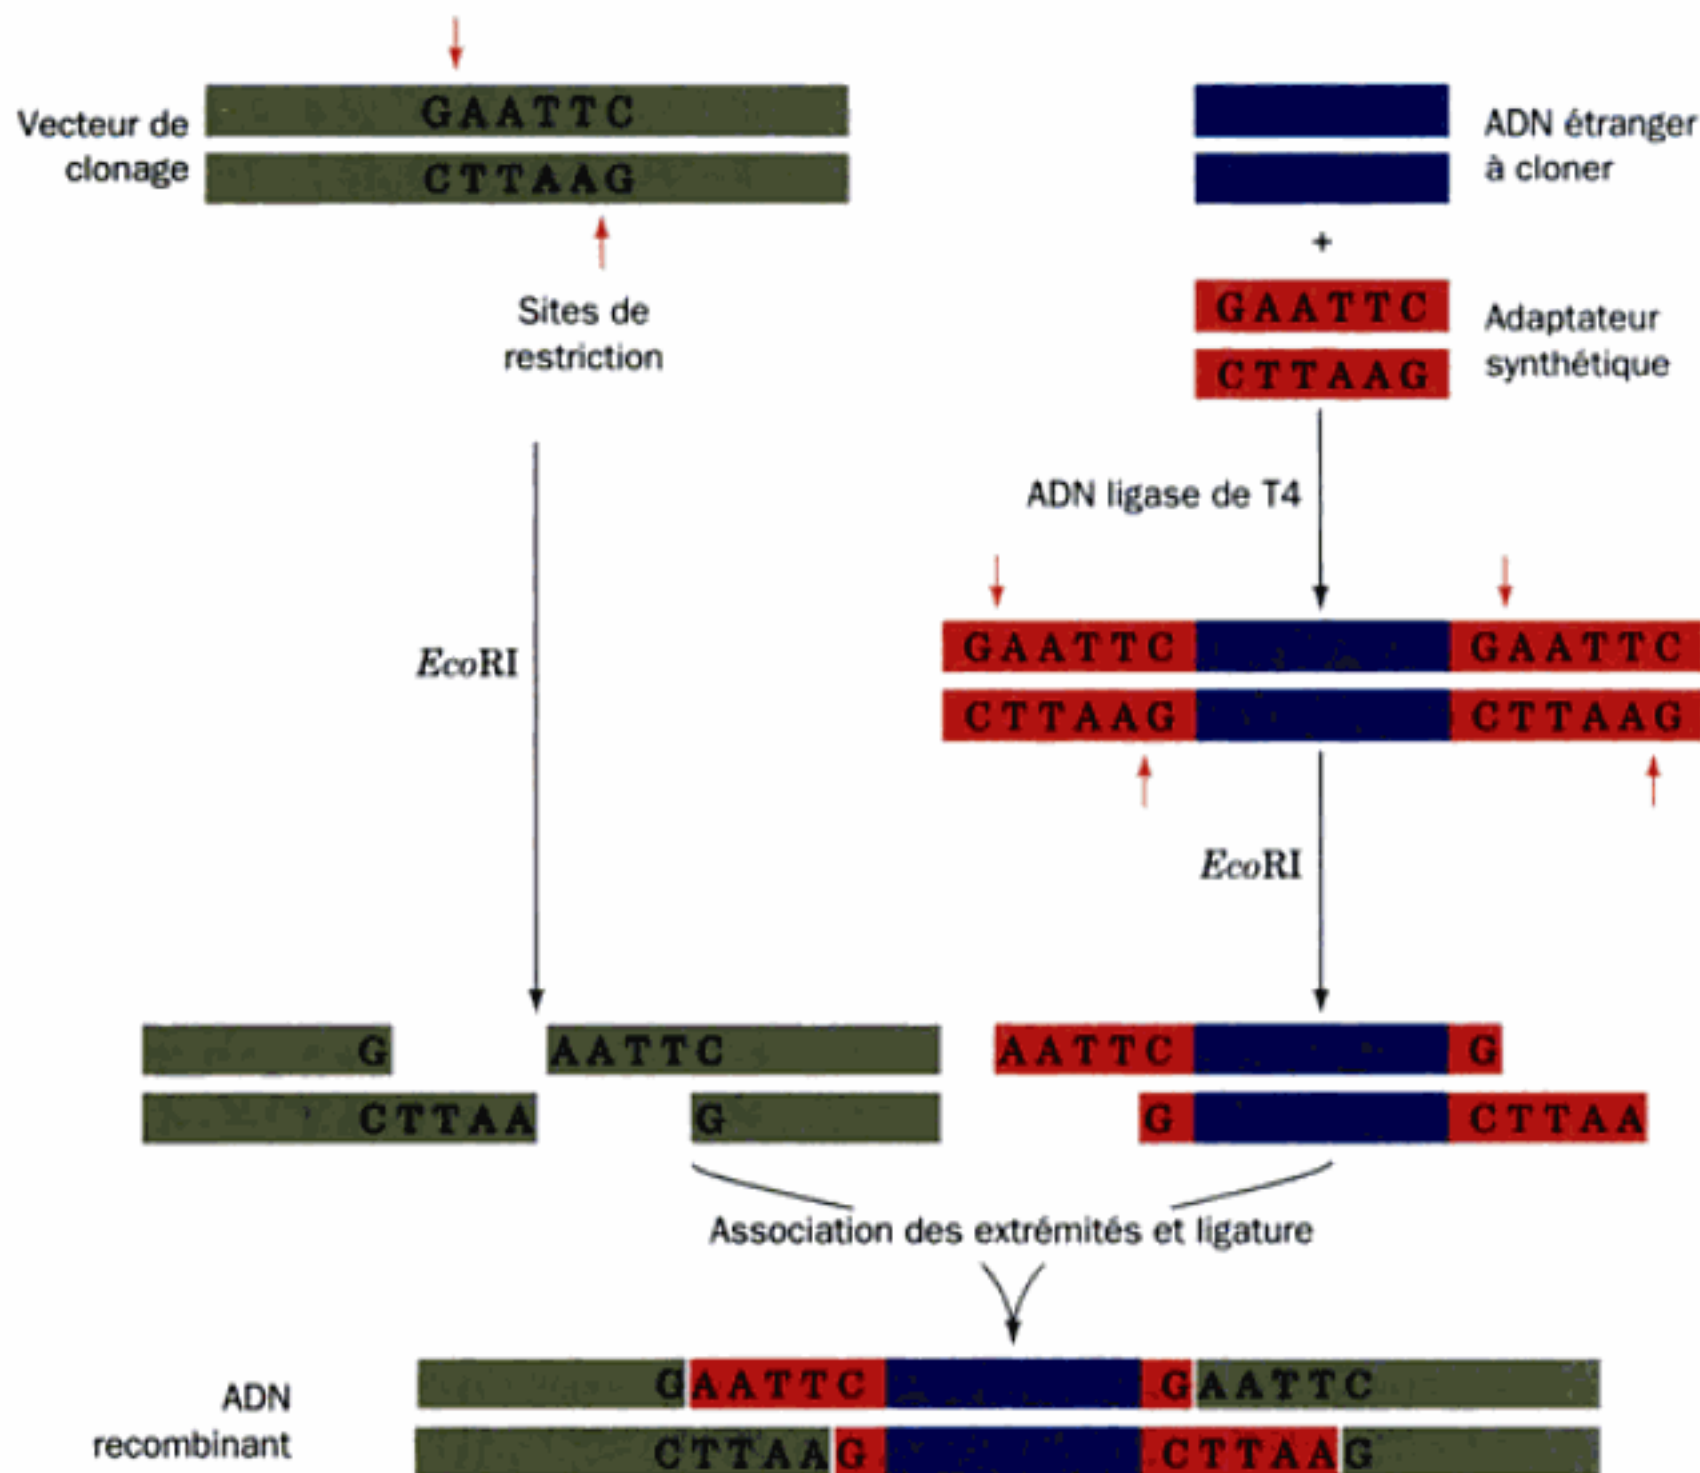 Vecteur de
clonage
GAATTC
CTTAAG
Sites de
restriction
ADN étranger
à cloner
+
GAATTC
CTTAAG
Adaptateur
synthétique
ADN ligase de T4
GAATTC GAATTC
CTTAAG CTTAAG
EcoRI
EcoRI
G AATTC
CTTAA G
AATTC G
G CTTAA
Association des extrémités et ligature
ADN
recombinant
GAATTC GAATTC
CTTAAG CTTAAG